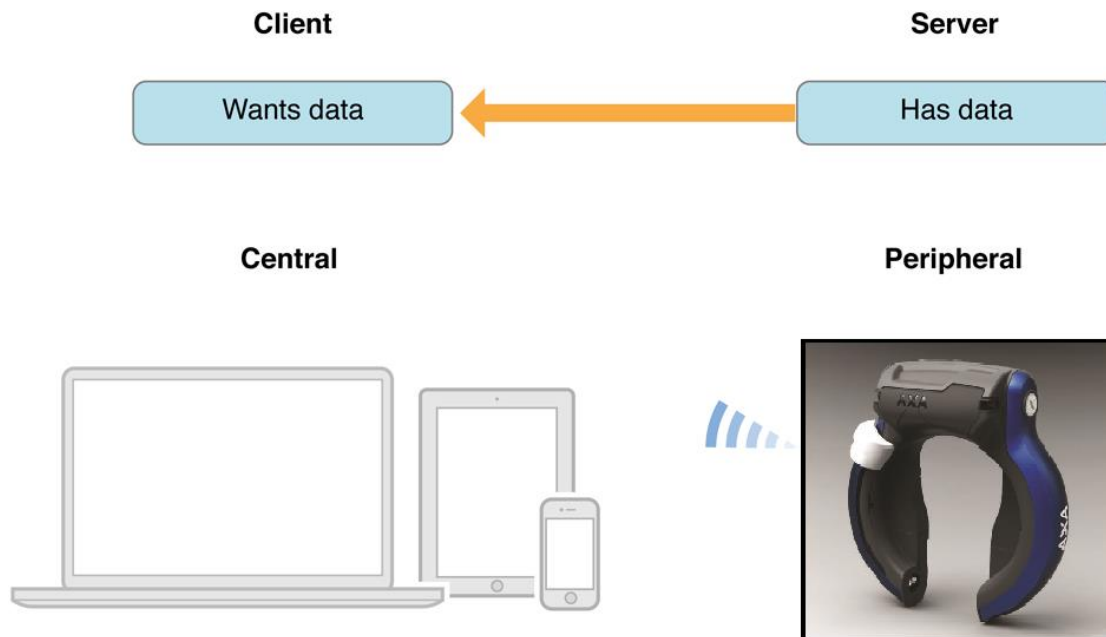 Client
Server
Wants data
Has data
Central
Peripheral
AXA
AXA